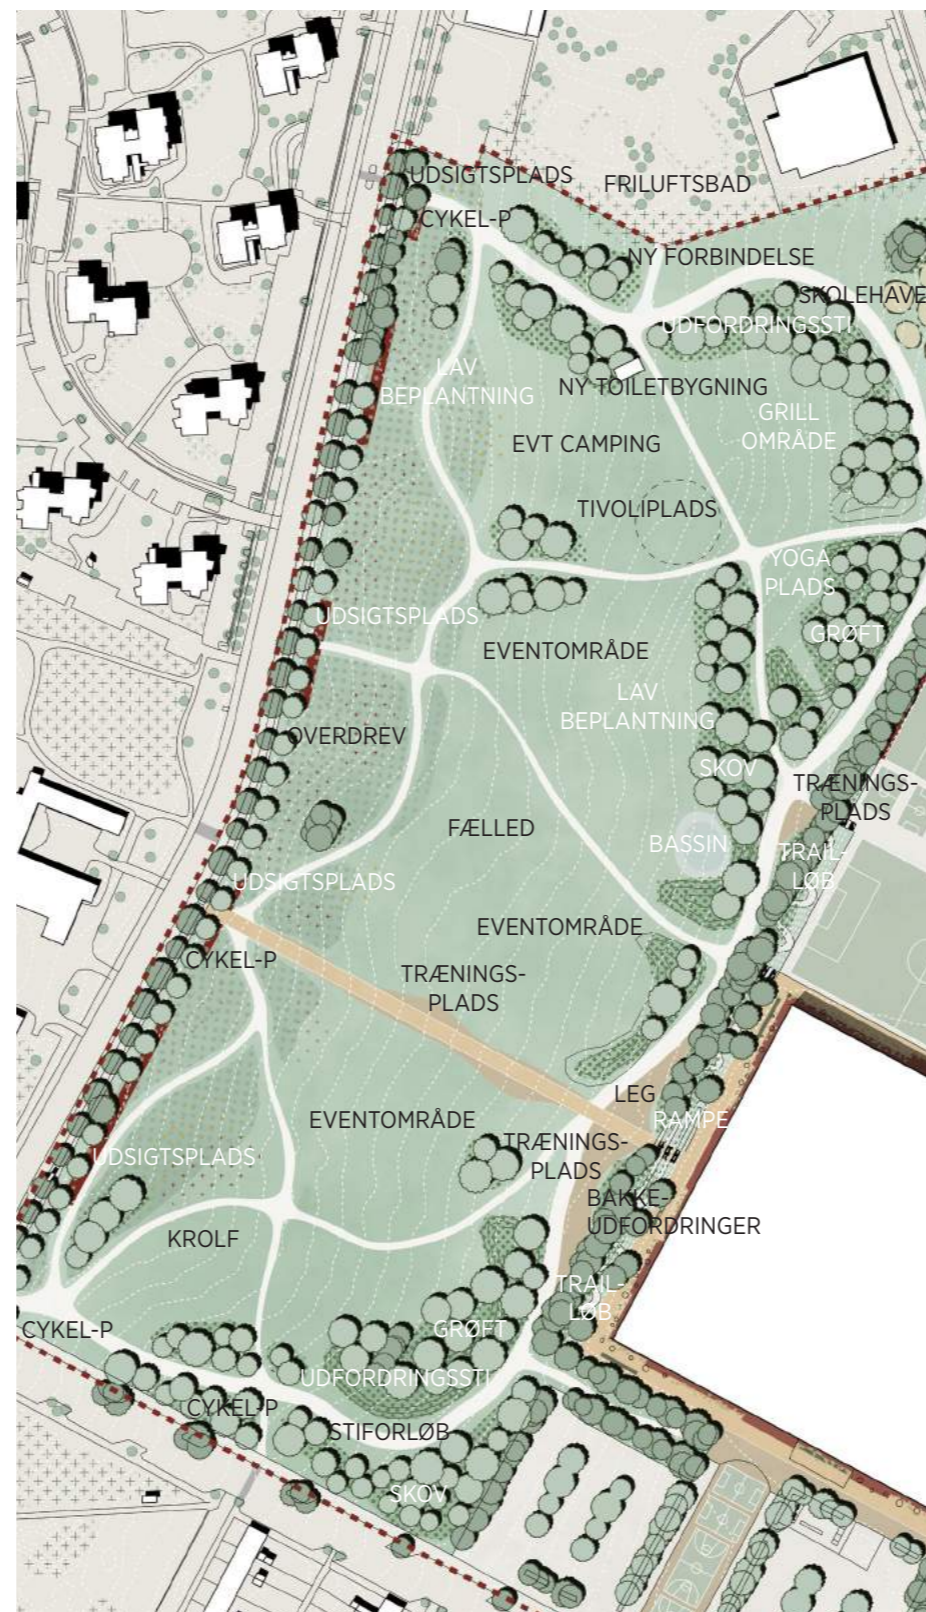 UDSIGTSPLADS
FRILUFTSBAD
CYKEL-P
NY FORBINDELSE
SKOLEHAVE
UDFORDRINGSSTI
LAV
BEPLANTNING
NY TOILETBYGNING
GRILL
OMRÅDE
EVT CAMPING
TIVOLIPLADS
YOGA
PLADS
UDSIGTSPLADS
GRØFT
EVENTOMRÅDE
LAV
BEPLANTNING
OVERDREV
SKOV
TRÆNINGS-
PLADS
FÆLLED
BASSIN
TRAIL-
LØB
UDSIGTSPLADS
EVENTOMRÅDE
CYKEL-P
TRÆNINGS-
PLADS
LEG
RAMPE
EVENTOMRÅDE
TRÆNINGS-
PLADS
UDSIGTSPLADS
BAKKE-
UDFORDRINGER
KROLF
TRAIL-
LØB
CYKEL-P
GRØFT
UDFORDRINGSSTI
CYKEL-P
STIFORLØB
SKOV